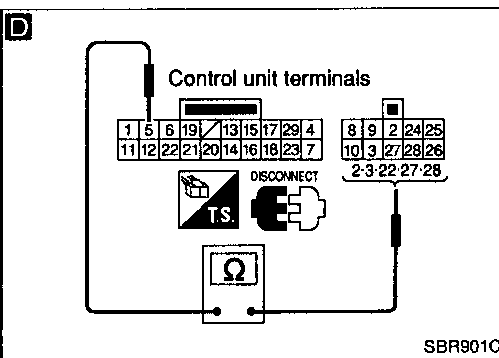 D
Control unit terminals
1 5 6 19 13 15 17 29 4
11 12 22 21 20 14 16 18 23 7
8 9 2 24 25
10 3 27 28 26
2·3·22·27·28
T.S.
DISCONNECT
Ω
SBR901C